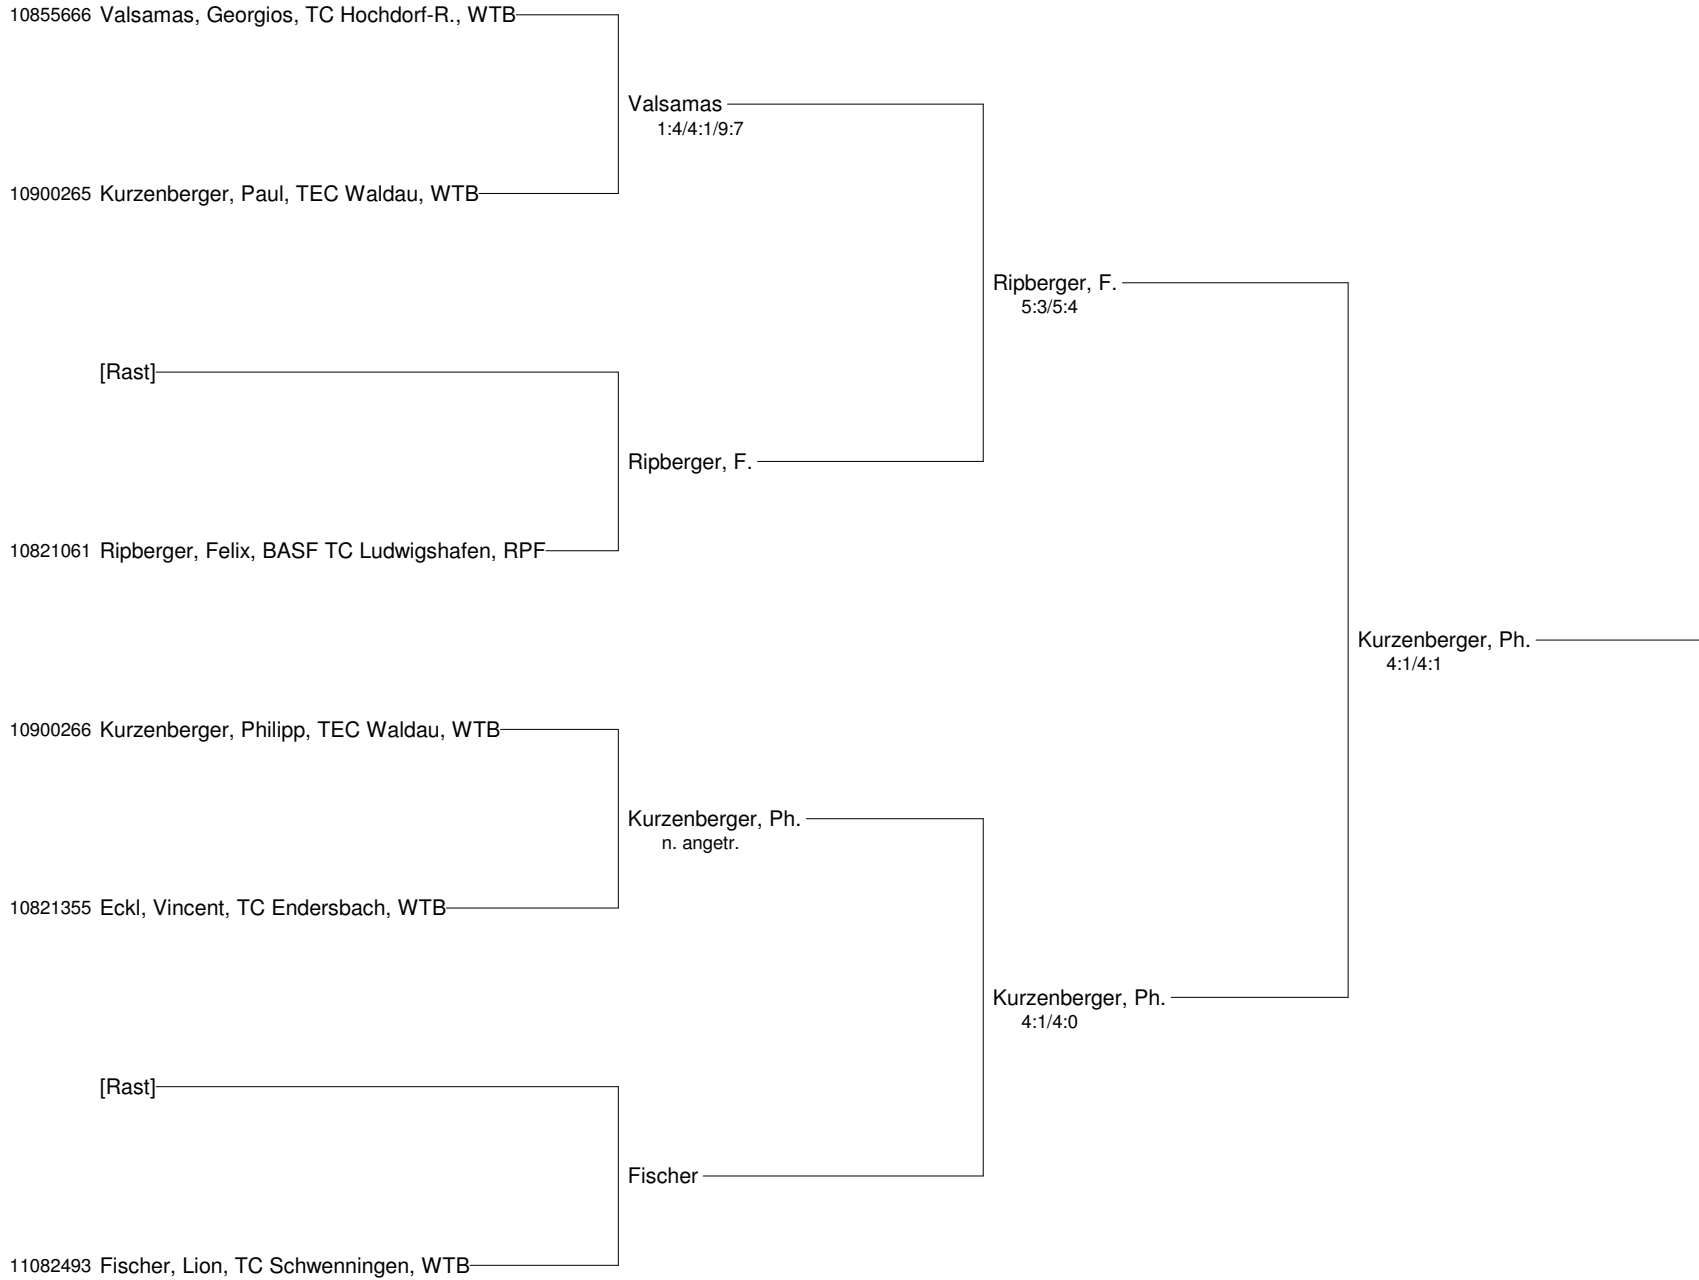 10855666 Valsamas, Georgios, TC Hochdorf-R., WTB
Valsamas
1:4/4:1/9:7
10900265 Kurzenberger, Paul, TEC Waldau, WTB
Ripberger, F.
5:3/5:4
[Rast]
Ripberger, F.
10821061 Ripberger, Felix, BASF TC Ludwigshafen, RPF
Kurzenberger, Ph.
4:1/4:1
10900266 Kurzenberger, Philipp, TEC Waldau, WTB
Kurzenberger, Ph.
n. angetr.
10821355 Eckl, Vincent, TC Endersbach, WTB
Kurzenberger, Ph.
4:1/4:0
[Rast]
Fischer
11082493 Fischer, Lion, TC Schwenningen, WTB